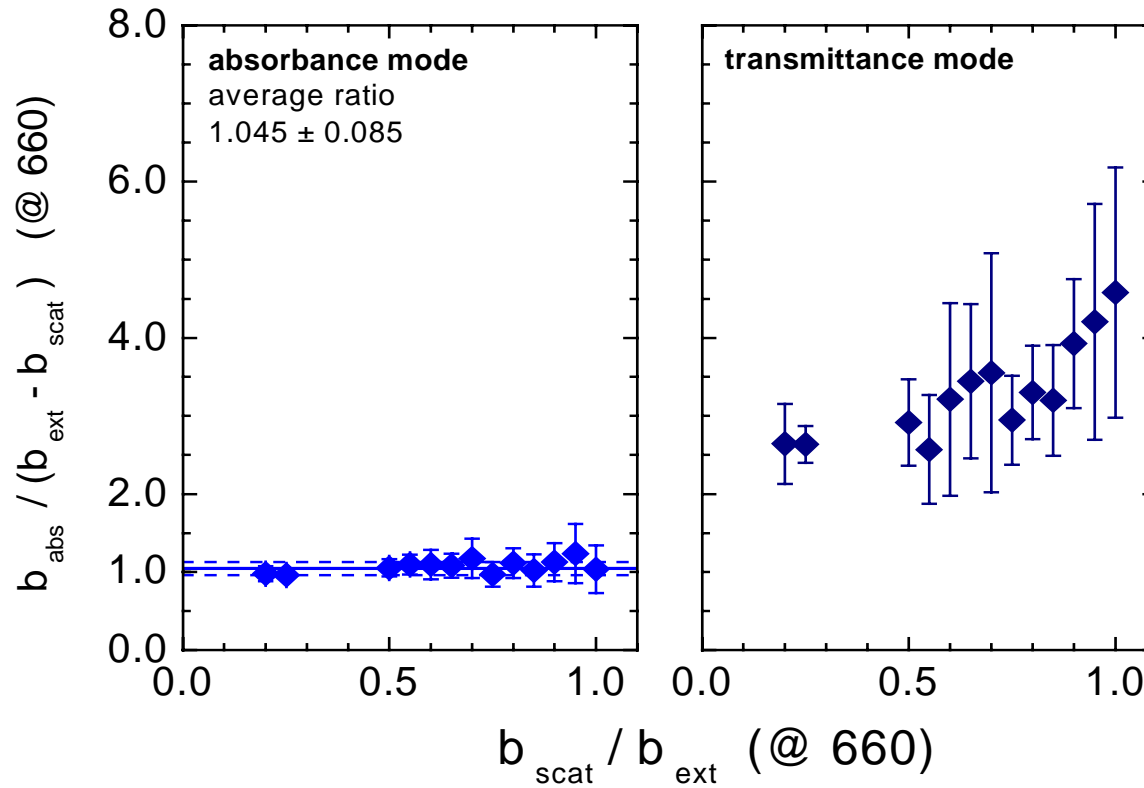 8.0
6.0
4.0
2.0
1.0
0.0
b abs / (b ext - b scat ) (@ 660)
absorbance mode
average ratio
1.045 ± 0.085
transmittance mode
0.0 0.5 1.0 0.0 0.5 1.0
b scat / b ext (@ 660)